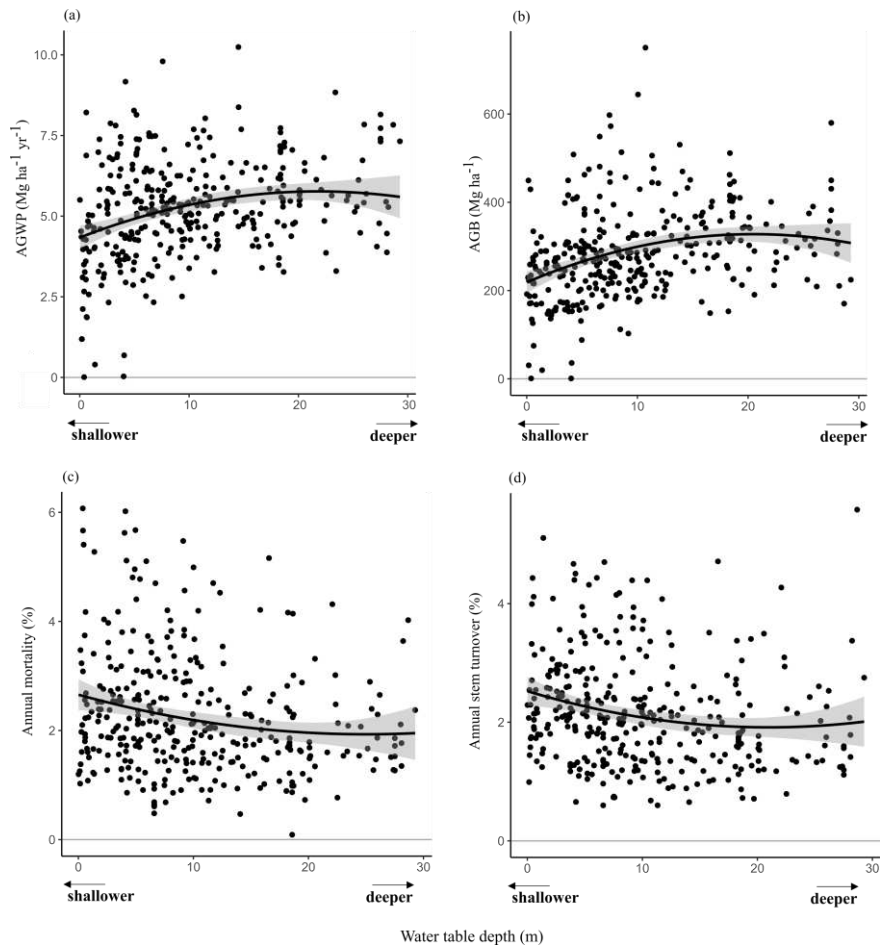 (a)
AGWP (Mg ha⁻¹ yr⁻¹)
10.0
7.5
5.0
2.5
0
0 10 20 30
shallower deeper
(b)
AGB (Mg ha⁻¹)
600
400
200
0
0 10 20 30
shallower deeper
(c)
Annual mortality (%)
6
4
2
0
0 10 20 30
shallower deeper
(d)
Annual stem turnover (%)
4
2
0
0 10 20 30
shallower deeper
Water table depth (m)